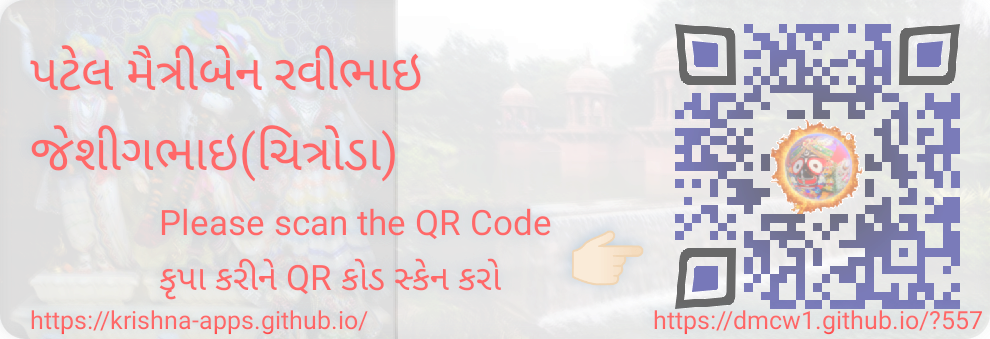 પટેલ મૈત્રીબેન રવીભાઇ
જેશીગભાઇ(ચિત્રોડા)
Please scan the QR Code
કૃપા કરીને QR કોડ સ્કેન કરો
https://krishna-apps.github.io/
https://dmcw1.github.io/?557